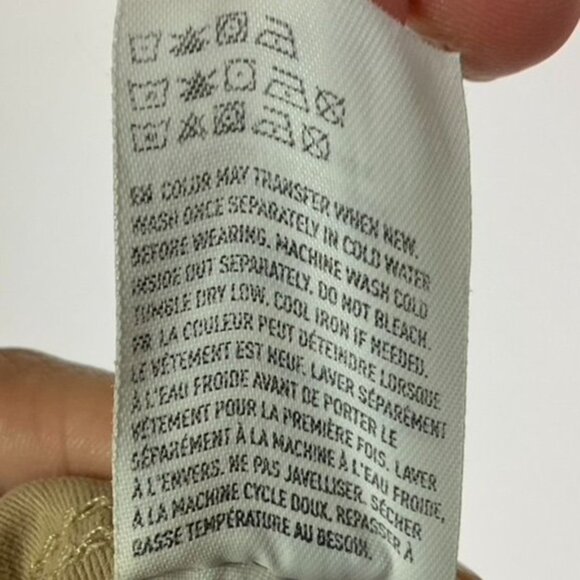 EN COLOR MAY TRANSFER WHEN NEW.
WASH ONCE SEPARATELY IN COLD WATER
BEFORE WEARING. MACHINE WASH COLD
INSIDE OUT SEPARATELY. DO NOT BLEACH.
TUMBLE DRY LOW. COOL IRON IF NEEDED.
FR LA COULEUR PEUT DÉTEINDRE LORSQUE
LE VÊTEMENT EST NEUF. LAVER SÉPARÉMENT
À L'EAU FROIDE AVANT DE PORTER LE
VÊTEMENT POUR LA PREMIÈRE FOIS. LAVER
SÉPARÉMENT À LA MACHINE À L'EAU FROIDE,
À L'ENVERS. NE PAS JAVELLISER. SÉCHER
À LA MACHINE CYCLE DOUX. REPASSER À
BASSE TEMPÉRATURE AU BESOIN.